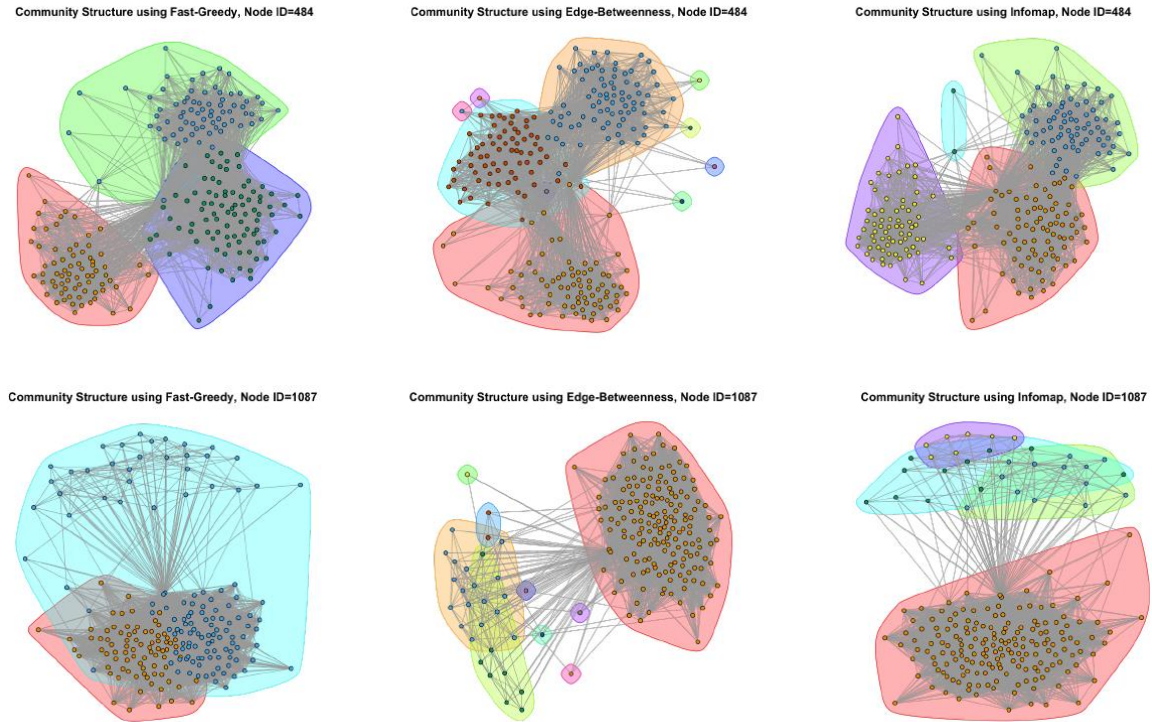 Community Structure using Fast-Greedy, Node ID=484
Community Structure using Edge-Betweenness, Node ID=484
Community Structure using Infomap, Node ID=484
Community Structure using Fast-Greedy, Node ID=1087
Community Structure using Edge-Betweenness, Node ID=1087
Community Structure using Infomap, Node ID=1087